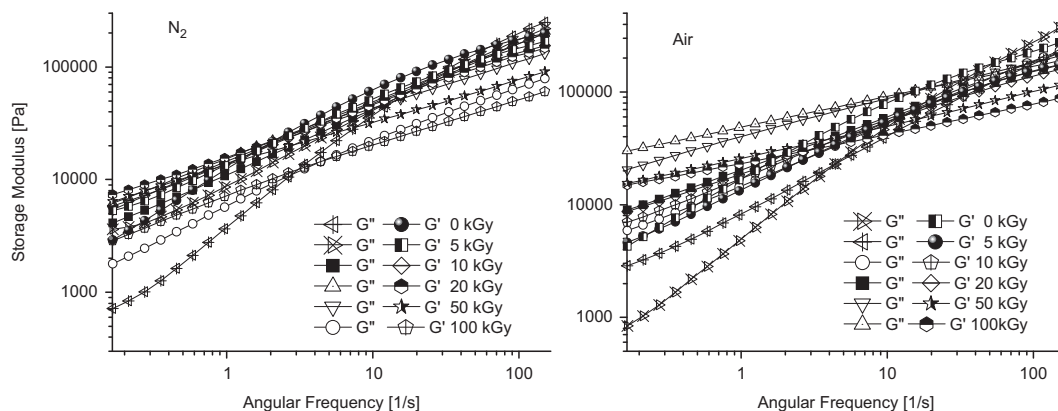 N2
Storage Modulus [Pa]
100000
10000
1000
G" G' 0 kGy
G" G' 5 kGy
G" G' 10 kGy
G" G' 20 kGy
G" G' 50 kGy
G" G' 100 kGy
1 10 100
Angular Frequency [1/s]
Air
100000
10000
1000
G" G' 0 kGy
G" G' 5 kGy
G" G' 10 kGy
G" G' 20 kGy
G" G' 50 kGy
G" G' 100kGy
1 10 100
Angular Frequency [1/s]